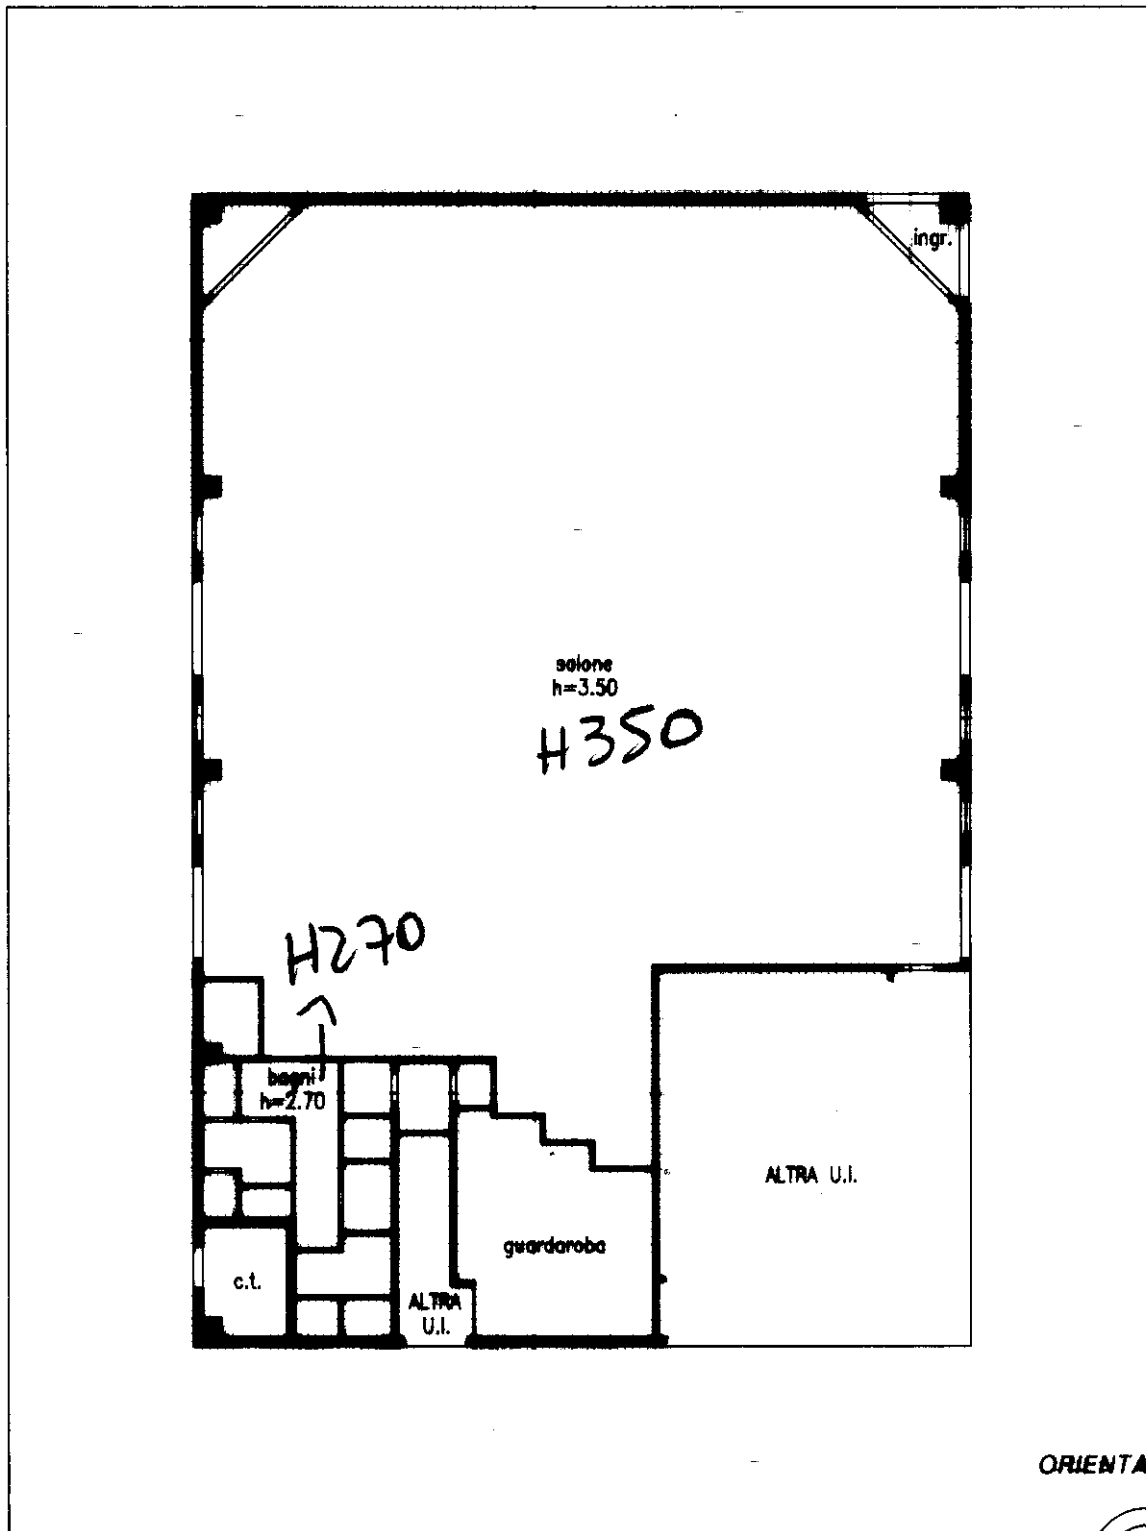 ingr.
salone
h=3.50
H350
H270
bagni
h=2.70
ALTRA U.I.
guardaroba
c.t.
ALTRA
U.I.
ORIENTA